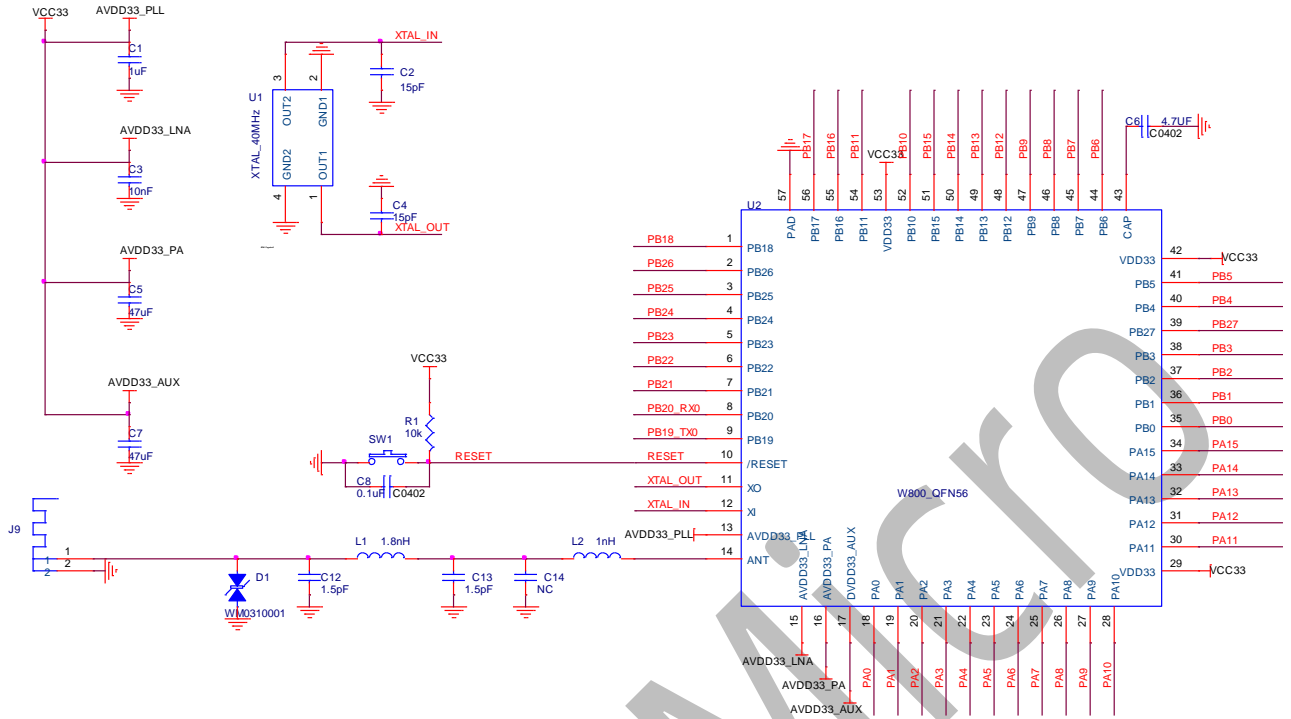 VCC33
AVDD33_PLL
C1
1uF
AVDD33_LNA
C3
10nF
AVDD33_PA
C5
47uF
AVDD33_AUX
C7
47uF
XTAL_IN
C2
15pF
U1
XTAL_40MHz
3
2
OUT2
GND1
GND2
OUT1
4
1
C4
15pF
XTAL_OUT
VCC33
R1
10k
SW1
RESET
RESET
C8
0.1uF
C0402
J9
1
2
1
2
D1
WM0310001
C12
1.5pF
L1
1.8nH
C13
1.5pF
C14
NC
L2
1nH
U2
W800_QFN56
PB18
1
PB18
PB26
2
PB26
PB25
3
PB25
PB24
4
PB24
PB23
5
PB23
PB22
6
PB22
PB21
7
PB21
PB20_RX0
8
PB20
PB19_TX0
9
PB19
10
/RESET
XTAL_OUT
11
XO
XTAL_IN
12
XI
AVDD33_PLL
13
AVDD33_PLL
14
ANT
57
PAD
PB17
56
PB17
PB16
55
PB16
PB11
54
PB11
VCC33
53
VDD33
PB10
52
PB10
PB15
51
PB15
PB14
50
PB14
PB13
49
PB13
PB12
48
PB12
PB9
47
PB9
PB8
46
PB8
PB7
45
PB7
PB6
44
PB6
43
CAP
C6
4.7UF
C0402
VDD33
42
VCC33
PB5
41
PB5
PB4
40
PB4
PB27
39
PB27
PB3
38
PB3
PB2
37
PB2
PB1
36
PB1
PB0
35
PB0
PA15
34
PA15
PA14
33
PA14
PA13
32
PA13
PA12
31
PA12
PA11
30
PA11
VDD33
29
VCC33
AVDD33_LNA
15
AVDD33_LNA
AVDD33_PA
16
AVDD33_PA
DVDD33_AUX
17
AVDD33_AUX
PA0
18
PA0
PA1
19
PA1
PA2
20
PA2
PA3
21
PA3
PA4
22
PA4
PA5
23
PA5
PA6
24
PA6
PA7
25
PA7
PA8
26
PA8
PA9
27
PA9
PA10
28
PA10
Micro